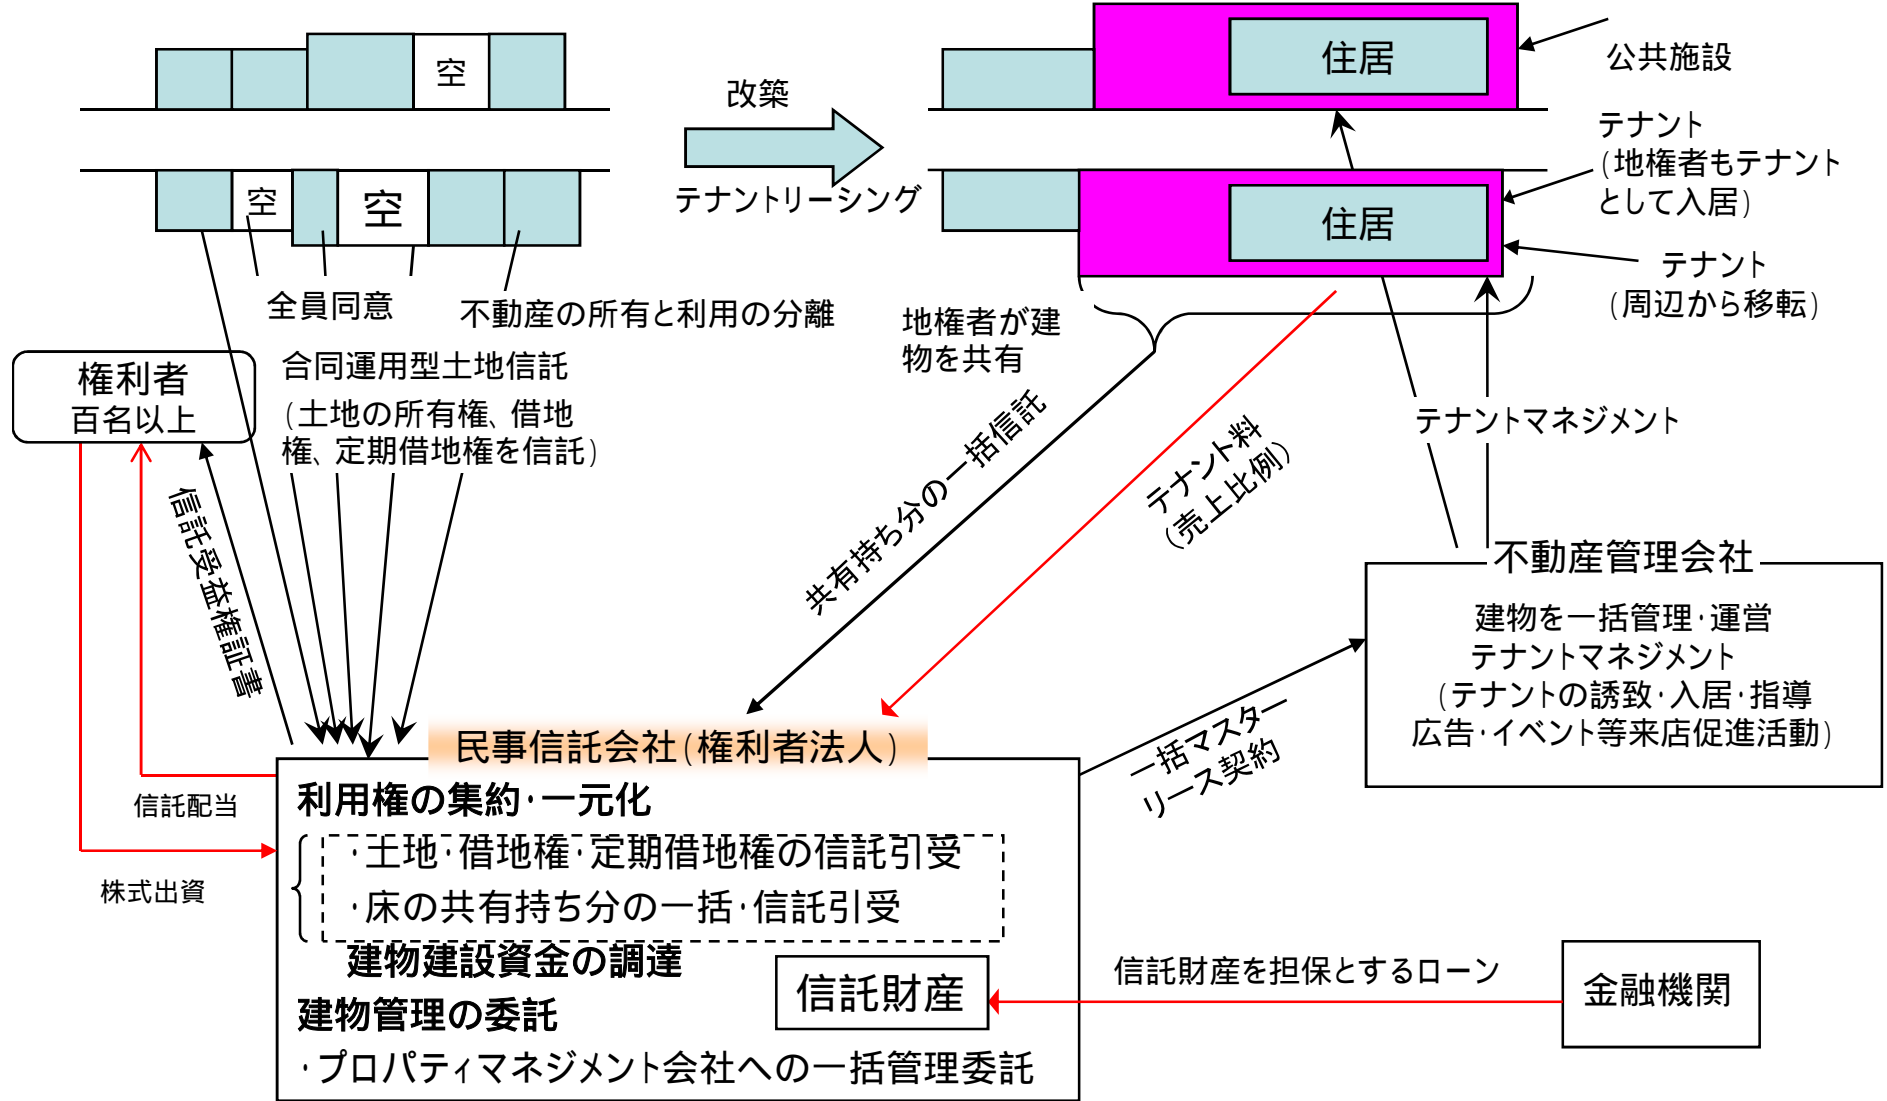 空
改築
住居
公共施設
テナント
(地権者もテナント
として入居)
空
空
テナントリーシング
住居
テナント
(周辺から移転)
全員同意
不動産の所有と利用の分離
地権者が建
物を共有
権利者
百名以上
合同運用型土地信託
(土地の所有権、借地
権、定期借地権を信託)
テナントマネジメント
信託受益権証書
共有持ち分の一括信託
テナント料
(売上比例)
不動産管理会社
建物を一括管理・運営
テナントマネジメント
(テナントの誘致・入居・指導
広告・イベント等来店促進活動)
一括マスター
リース契約
民事信託会社(権利者法人)
利用権の集約・一元化
・土地・借地権・定期借地権の信託引受
・床の共有持ち分の一括・信託引受
建物建設資金の調達
信託財産
建物管理の委託
・プロパティマネジメント会社への一括管理委託
信託配当
株式出資
信託財産を担保とするローン
金融機関